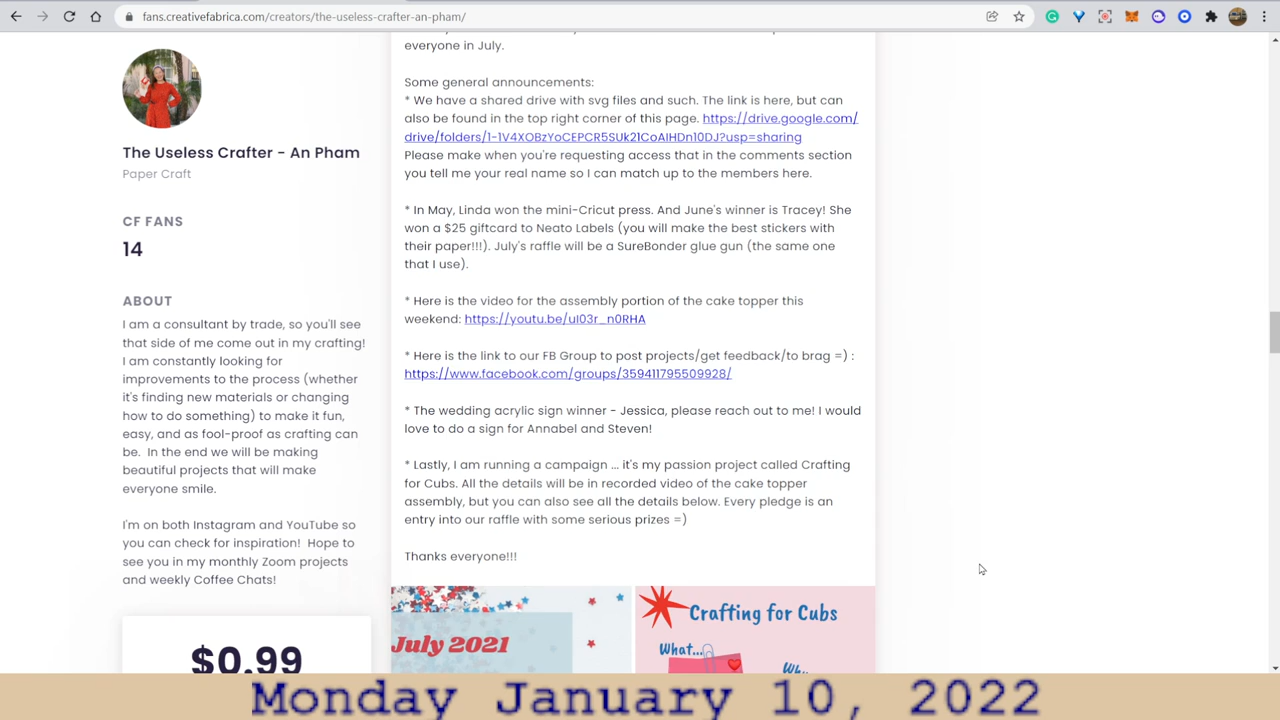 fans.creativefabrica.com/creators/the-useless-crafter-an-pham/
The Useless Crafter - An Pham
Paper Craft
CF FANS
14
ABOUT
I am a consultant by trade, so you'll see
that side of me come out in my crafting!
I am constantly looking for
improvements to the process (whether
it's finding new materials or changing
how to do something) to make it fun,
easy, and as fool-proof as crafting can
be. In the end we will be making
beautiful projects that will make
everyone smile.
I'm on both Instagram and YouTube so
you can check for inspiration! Hope to
see you in my monthly Zoom projects
and weekly Coffee Chats!
$0.99
everyone in July.
Some general announcements:
* We have a shared drive with svg files and such. The link is here, but can
also be found in the top right corner of this page. https://drive.google.com/
drive/folders/1-1V4XOBzYoCEPCR5SUk21CoAIHDn10DJ?usp=sharing
Please make when you're requesting access that in the comments section
you tell me your real name so I can match up to the members here.
* In May, Linda won the mini-Cricut press. And June's winner is Tracey! She
won a $25 giftcard to Neato Labels (you will make the best stickers with
their paper!!!). July's raffle will be a SureBonder glue gun (the same one
that I use).
* Here is the video for the assembly portion of the cake topper this
weekend: https://youtu.be/uI03r_n0RHA
* Here is the link to our FB Group to post projects/get feedback/to brag =) :
https://www.facebook.com/groups/359411795509928/
* The wedding acrylic sign winner - Jessica, please reach out to me! I would
love to do a sign for Annabel and Steven!
* Lastly, I am running a campaign ... it's my passion project called Crafting
for Cubs. All the details will be in recorded video of the cake topper
assembly, but you can also see all the details below. Every pledge is an
entry into our raffle with some serious prizes =)
Thanks everyone!!!
July 2021
Crafting for Cubs
What...
Monday January 10, 2022